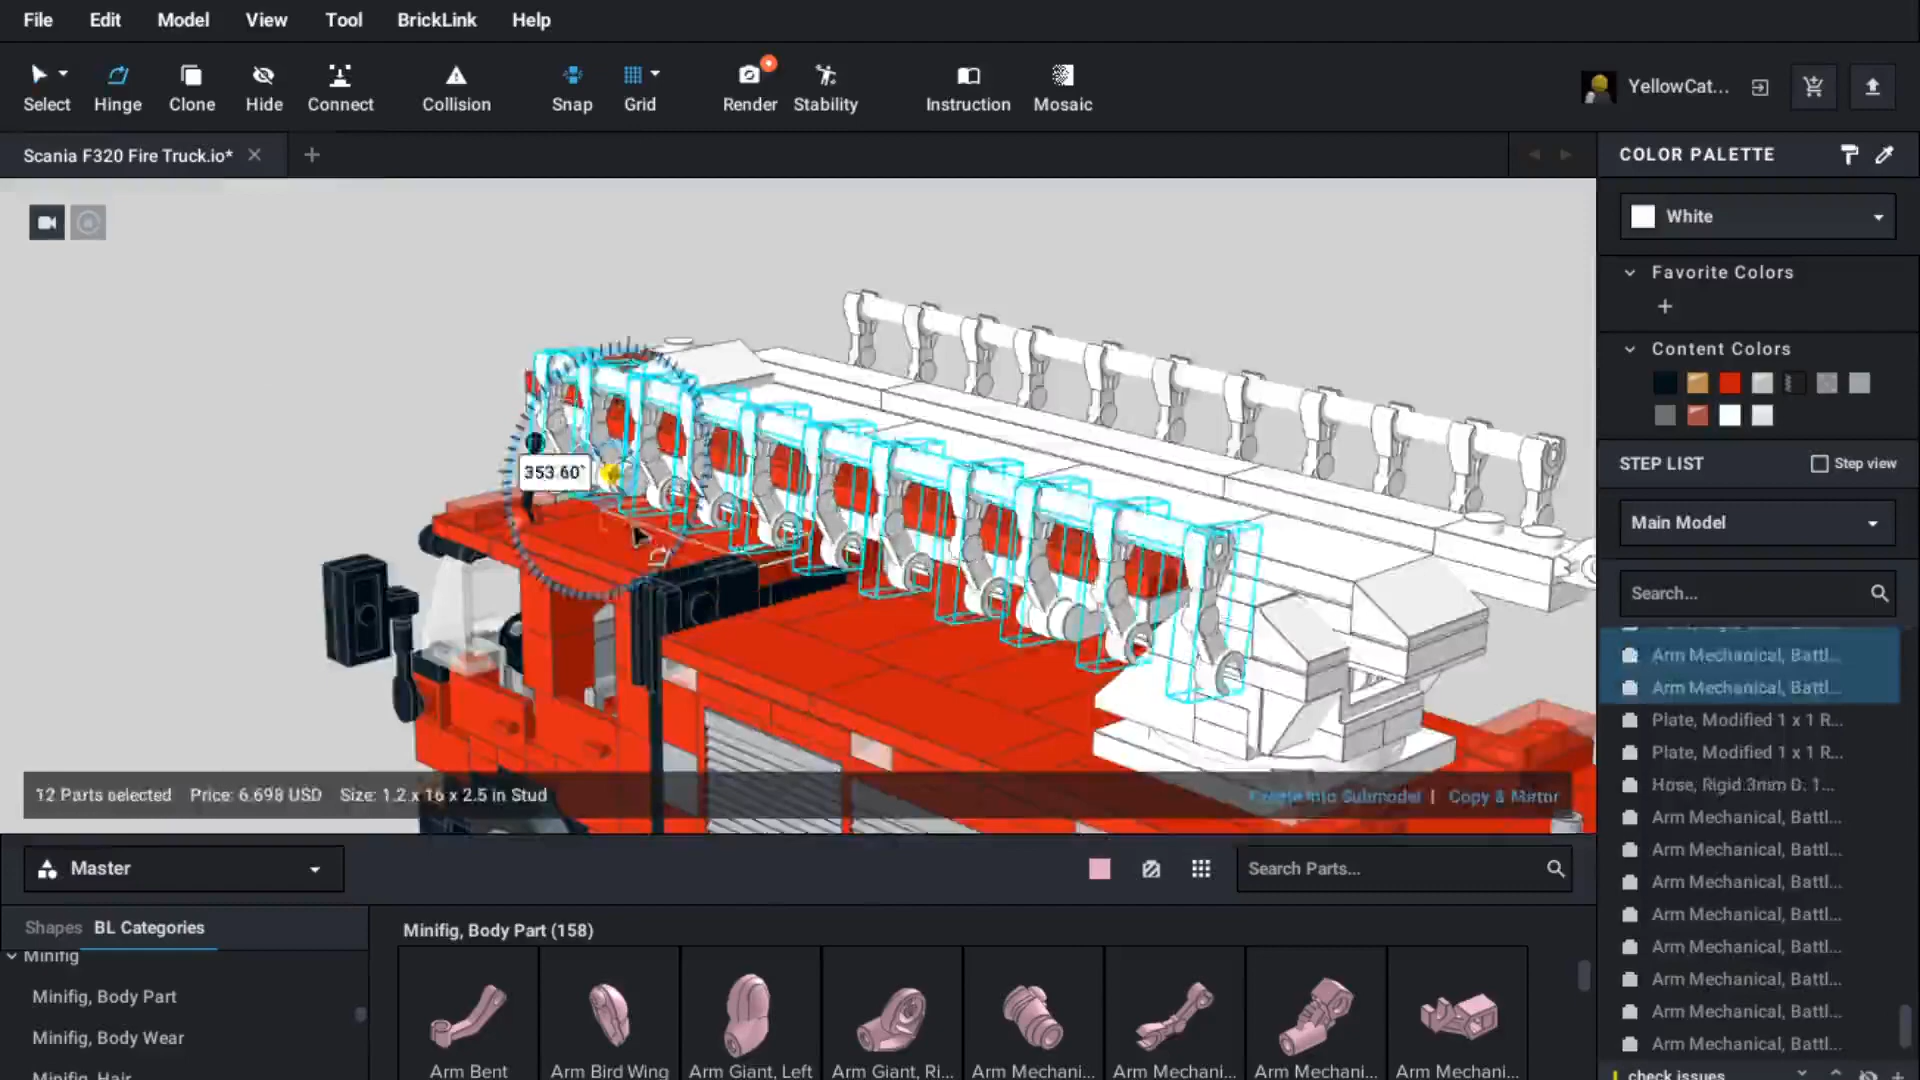 File Edit Model View Tool BrickLink Help
Select Hinge Clone Hide Connect Collision Snap Grid Render Stability Instruction Mosaic
YellowCat...
Scania F320 Fire Truck.io*
COLOR PALETTE
White
Favorite Colors
Content Colors
STEP LIST Step view
Main Model
Search...
Arm Mechanical, Battl...
Arm Mechanical, Battl...
Plate, Modified 1 x 1 R...
Plate, Modified 1 x 1 R...
Hose, Rigid 3mm D. 1...
Arm Mechanical, Battl...
Arm Mechanical, Battl...
Arm Mechanical, Battl...
Arm Mechanical, Battl...
Arm Mechanical, Battl...
Arm Mechanical, Battl...
Arm Mechanical, Battl...
Arm Mechanical, Battl...
check issues
353.60°
12 Parts selected Price: 6.698 USD Size: 1.2 x 16 x 2.5 in Stud
Submodel | Copy & Mirror
Master
Search Parts...
Shapes BL Categories
Minifig
Minifig, Body Part
Minifig, Body Wear
Minifig, Hair
Minifig, Body Part (158)
Arm Bent Arm Bird Wing Arm Giant, Left Arm Giant, Ri... Arm Mechani... Arm Mechani... Arm Mechani... Arm Mechani...